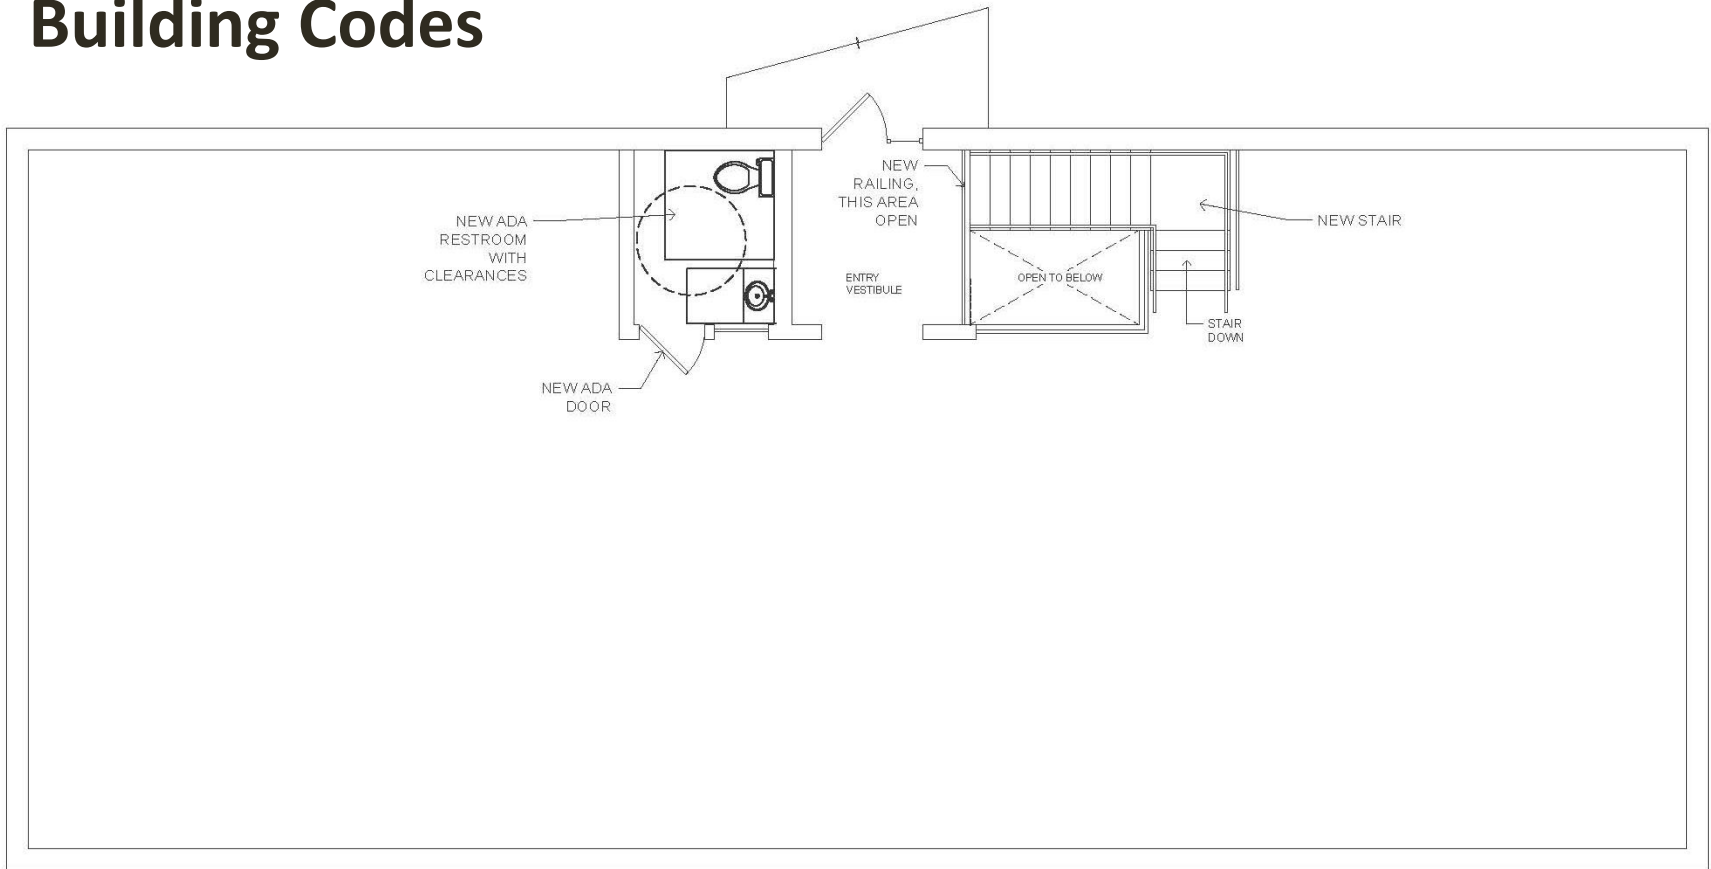 Building Codes
NEW
RAILING,
THIS AREA
OPEN
NEW ADA
RESTROOM
WITH
CLEARANCES
NEW STAIR
ENTRY
VESTIBULE
OPEN TO BELOW
STAIR
DOWN
NEW ADA
DOOR